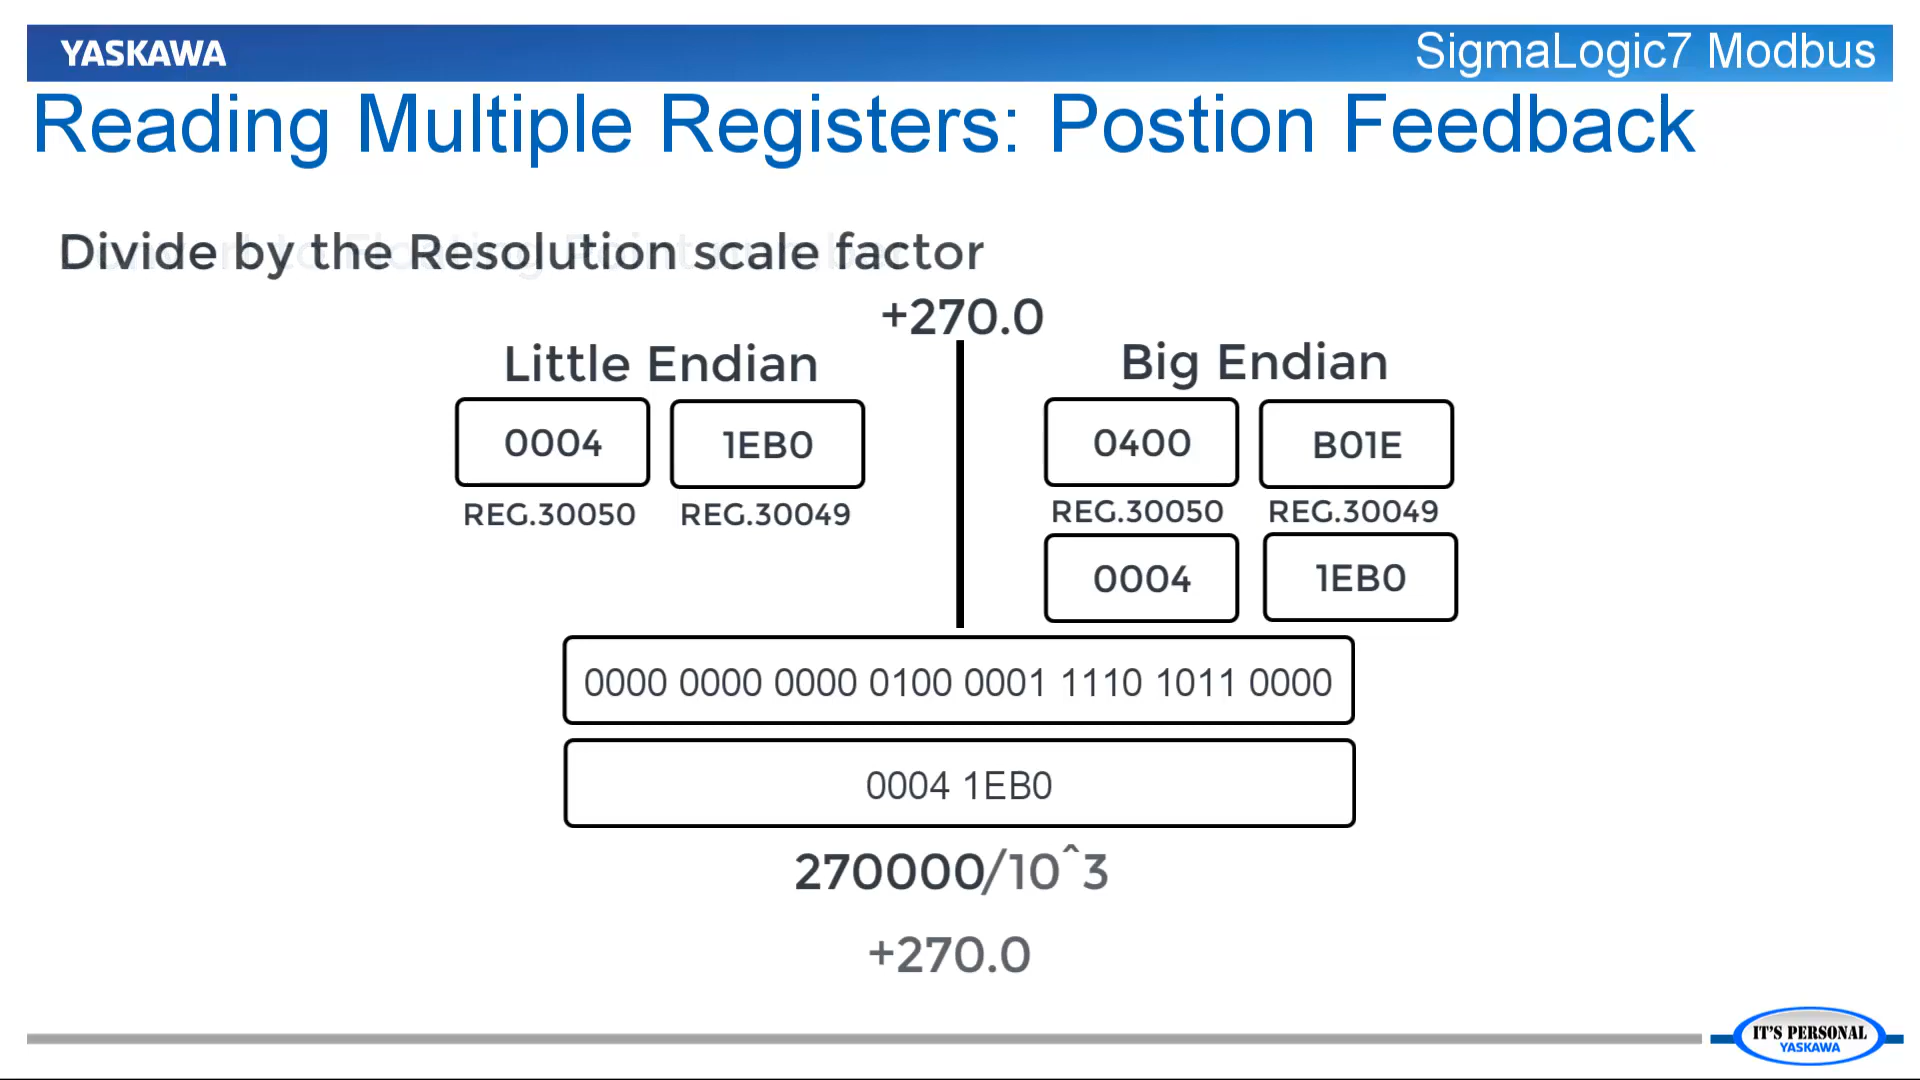 YASKAWA
SigmaLogic7 Modbus
Reading Multiple Registers: Postion Feedback
Divide by the Resolution scale factor
+270.0
Little Endian
Big Endian
0004 1EB0
0400 B01E
REG.30050 REG.30049
REG.30050 REG.30049
0004 1EB0
0000 0000 0000 0100 0001 1110 1011 0000
0004 1EB0
270000/10^3
+270.0
IT'S PERSONAL
YASKAWA